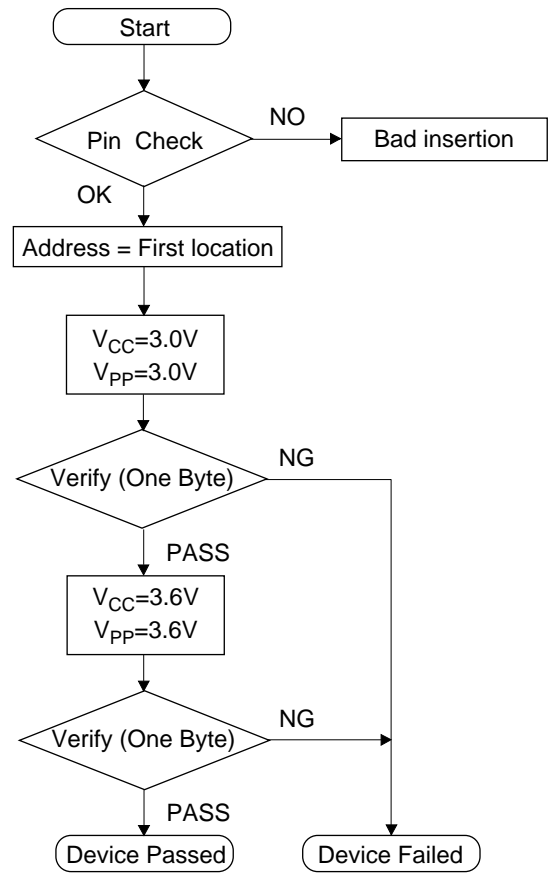 Start
Pin Check
NO
Bad insertion
OK
Address = First location
VCC=3.0V
VPP=3.0V
Verify (One Byte)
NG
PASS
VCC=3.6V
VPP=3.6V
Verify (One Byte)
NG
PASS
Device Passed
Device Failed